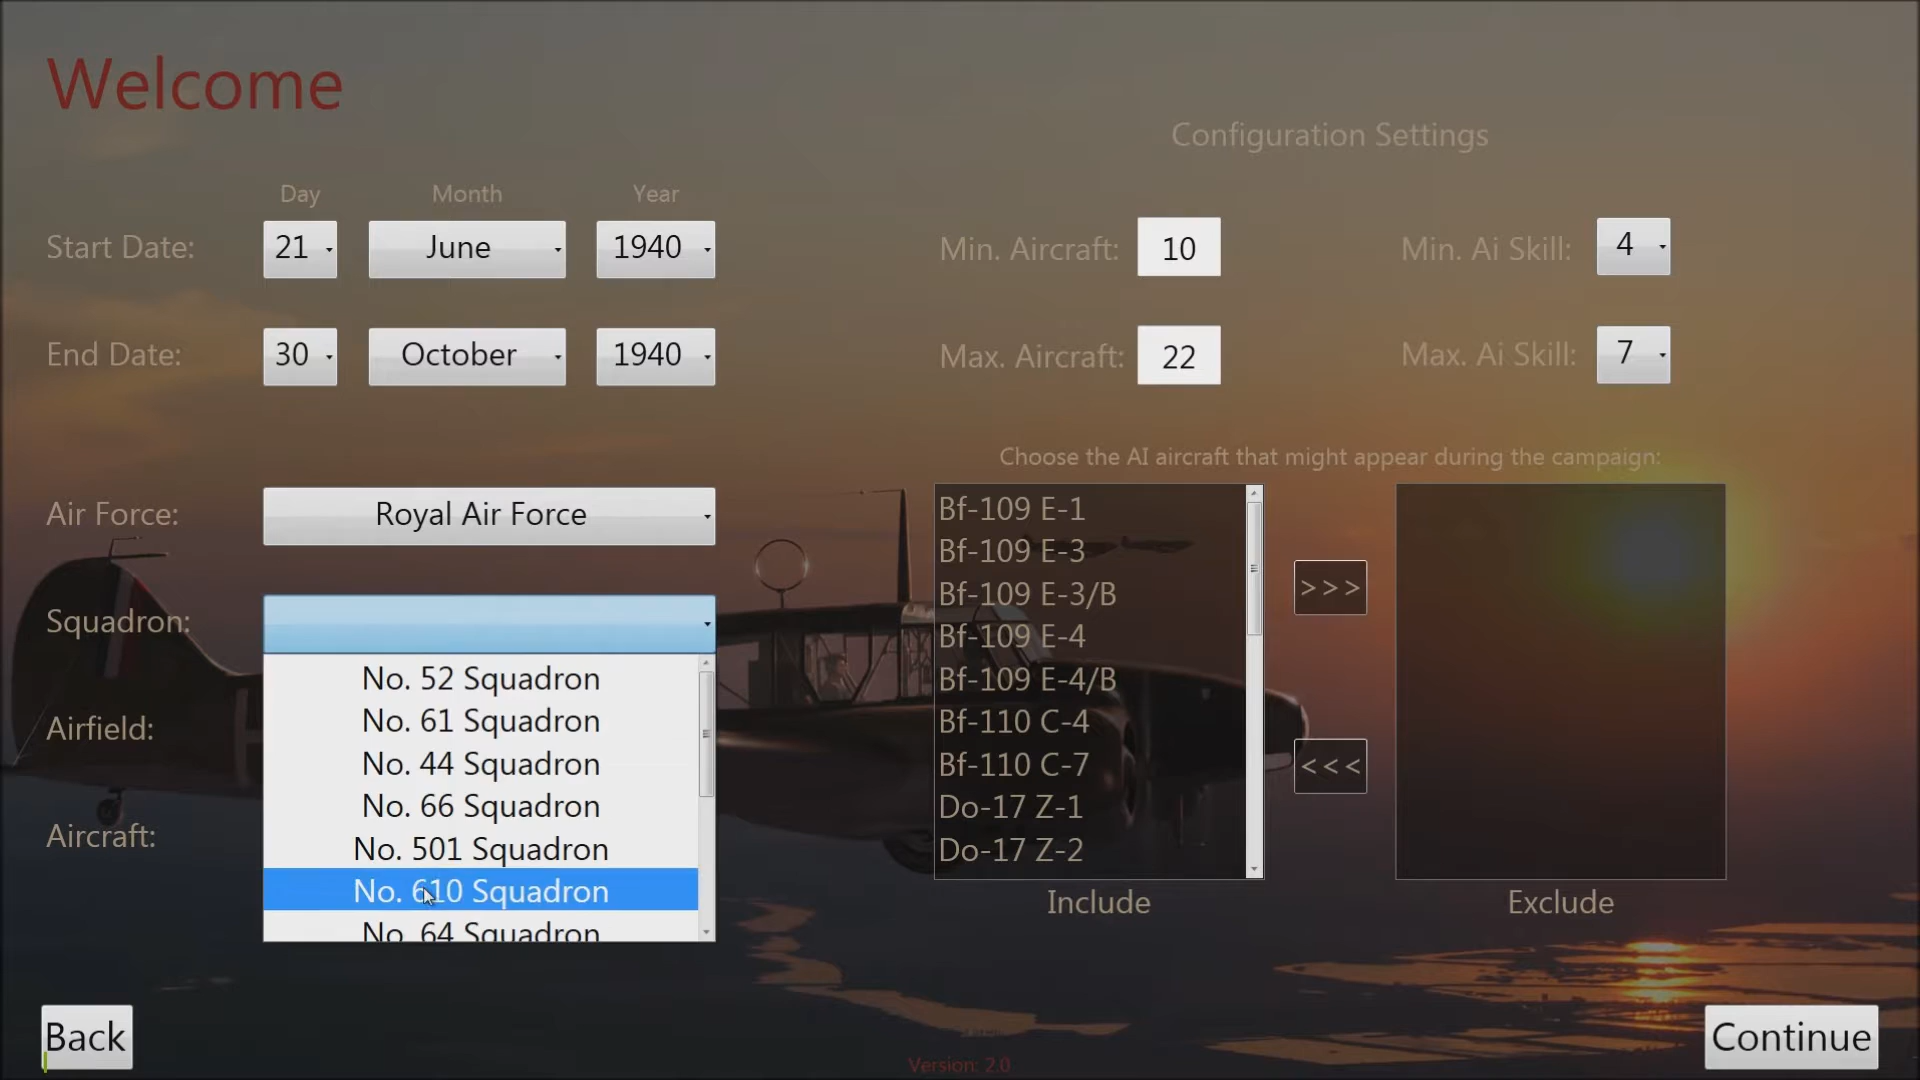 Welcome
Configuration Settings
Day Month Year
Start Date: 21 June 1940
Min. Aircraft: 10 Min. Ai Skill: 4
End Date: 30 October 1940
Max. Aircraft: 22 Max. Ai Skill: 7
Choose the AI aircraft that might appear during the campaign:
Air Force: Royal Air Force
Squadron:
No. 52 Squadron
No. 61 Squadron
No. 44 Squadron
No. 66 Squadron
No. 501 Squadron
No. 610 Squadron
No. 64 Squadron
Airfield:
Aircraft:
Bf-109 E-1
Bf-109 E-3
Bf-109 E-3/B
Bf-109 E-4
Bf-109 E-4/B
Bf-110 C-4
Bf-110 C-7
Do-17 Z-1
Do-17 Z-2
>>>
<<<
Include
Exclude
Back
Version: 2.0
Continue